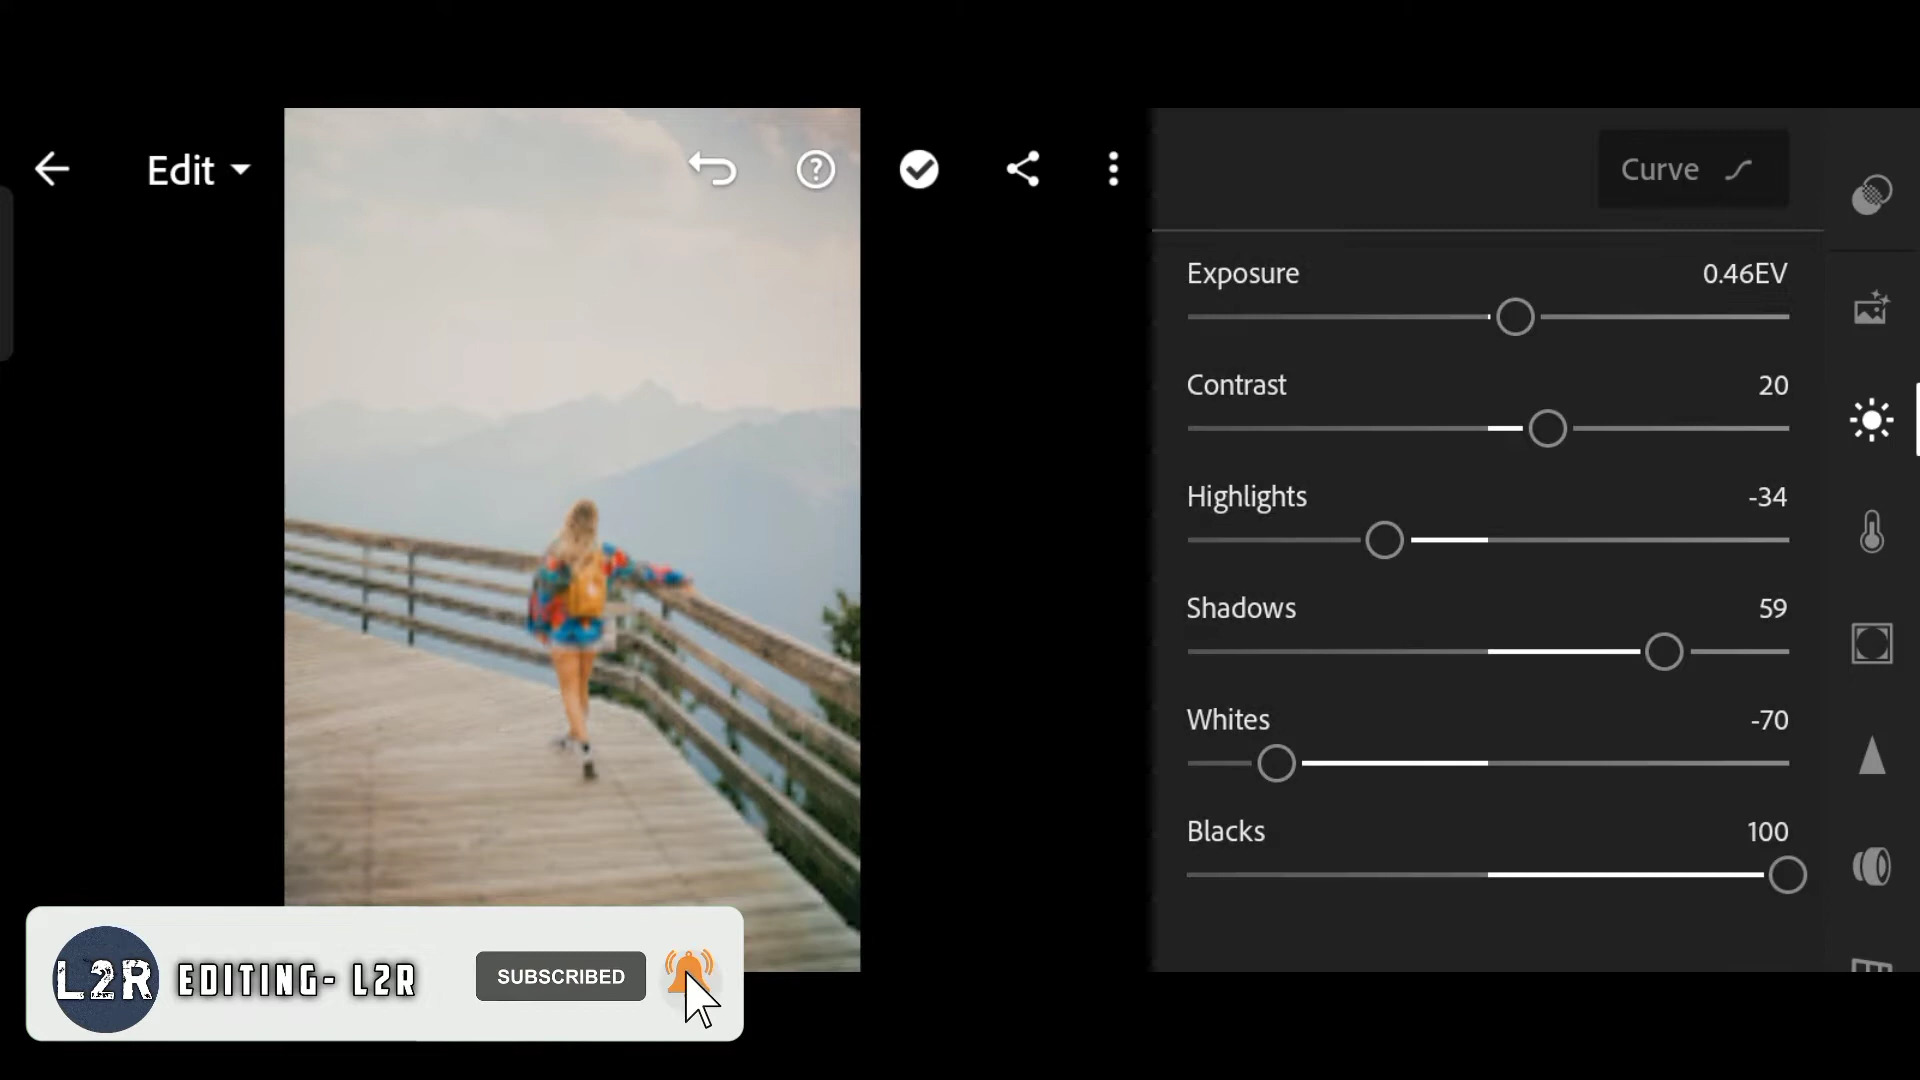 Edit
Curve
Exposure 0.46EV
Contrast 20
Highlights -34
Shadows 59
Whites -70
Blacks 100
L2R EDITING- L2R SUBSCRIBED